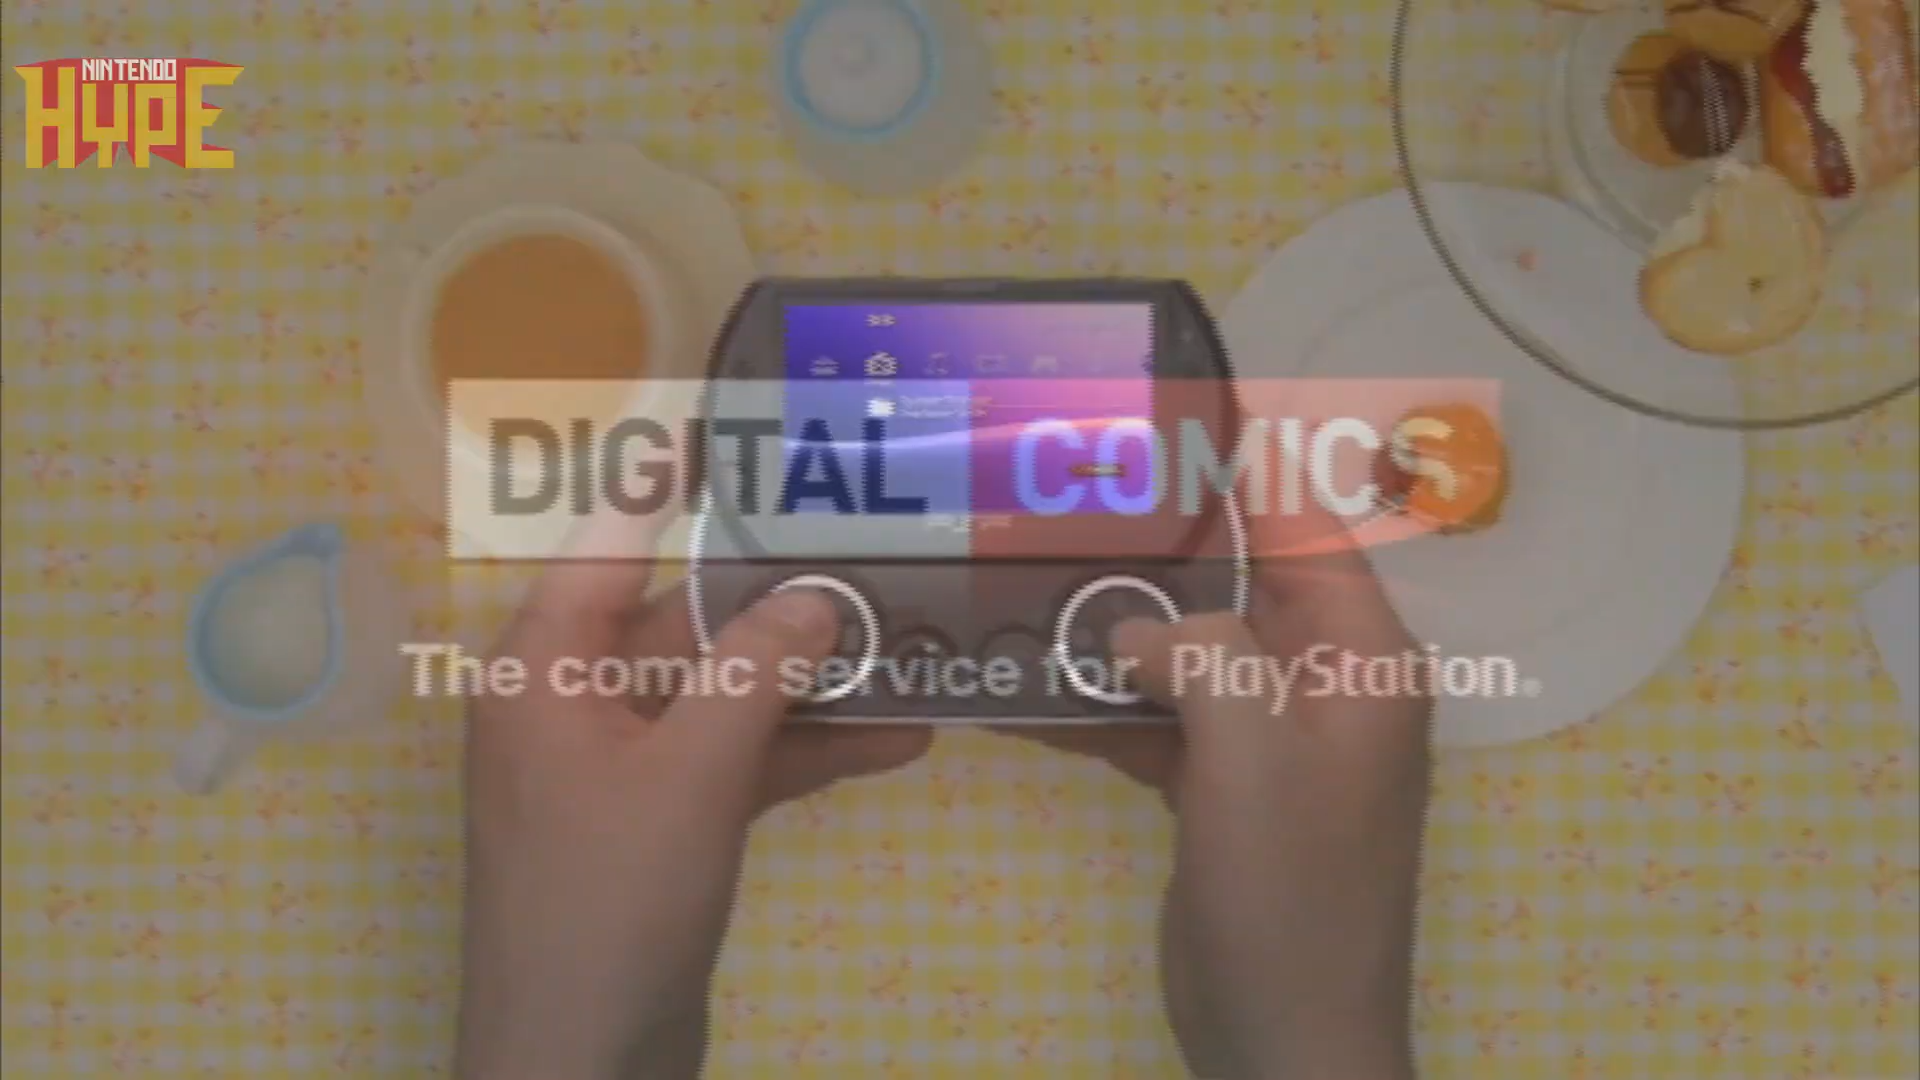 NINTENDO
HYPE
DIGITAL COMICS
The comic service for PlayStation®